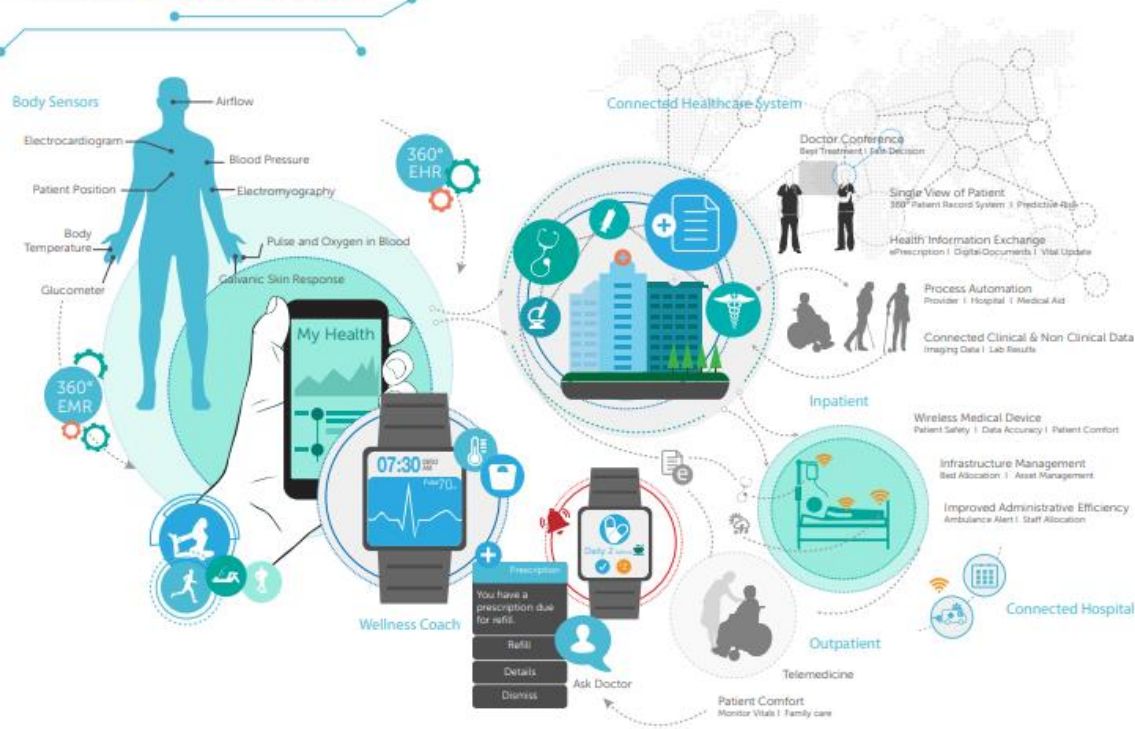 Body Sensors
Airflow
Electrocardiogram
Blood Pressure
Patient Position
Electromyography
Body
Temperature
Pulse and Oxygen in Blood
Glucometer
Galvanic Skin Response
360°
EHR
360°
EMR
My Health
07:30
AM
Pulse 70
Wellness Coach
Prescription
You have a
prescription due
for refill.
Refill
Details
Dismiss
Daily 2
Ask Doctor
Connected Healthcare System
Doctor Conference
Best Treatment | Fast Decision
Single View of Patient
360° Patient Record System | Predictive Risk
Health Information Exchange
ePrescription | Digital Documents | Vital Update
Process Automation
Provider | Hospital | Medical Aid
Connected Clinical & Non Clinical Data
Imaging Data | Lab Results
Inpatient
Wireless Medical Device
Patient Safety | Data Accuracy | Patient Comfort
Infrastructure Management
Bed Allocation | Asset Management
Improved Administrative Efficiency
Ambulance Alert | Staff Allocation
Connected Hospital
e
Outpatient
Telemedicine
Patient Comfort
Monitor Vitals | Family care